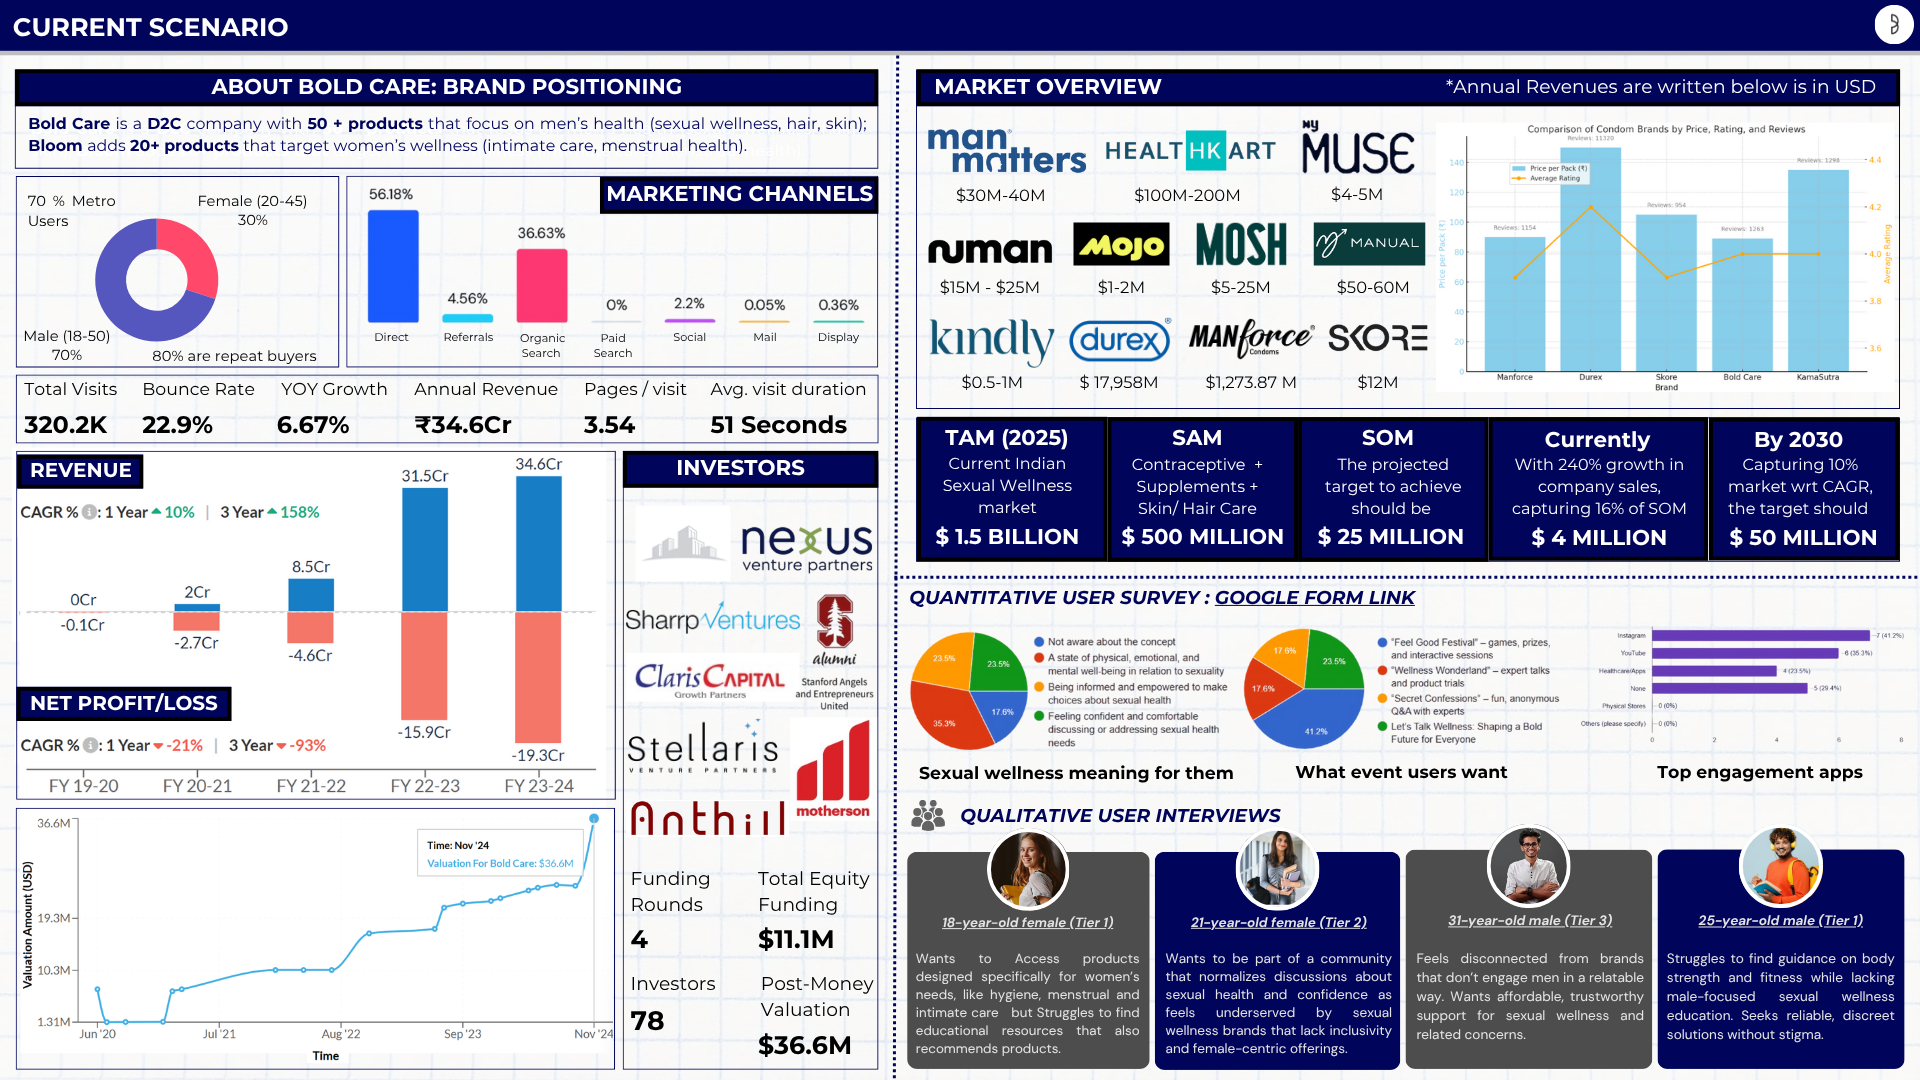 CURRENT SCENARIO
ABOUT BOLD CARE: BRAND POSITIONING
Bold Care is a D2C company with 50 + products that focus on men's health (sexual wellness, hair, skin);
Bloom adds 20+ products that target women's wellness (intimate care, menstrual health).
70 % Metro
Users
Female (20-45)
30%
Male (18-50)
70%
80% are repeat buyers
MARKETING CHANNELS
56.18%
4.56%
36.63%
0%
2.2%
0.05%
0.36%
Direct
Referrals
Organic
Search
Paid
Search
Social
Mail
Display
Total Visits
320.2K
Bounce Rate
22.9%
YOY Growth
6.67%
Annual Revenue
₹34.6Cr
Pages / visit
3.54
Avg. visit duration
51 Seconds
REVENUE
CAGR % i : 1 Year 10% | 3 Year 158%
0Cr
2Cr
8.5Cr
31.5Cr
34.6Cr
-0.1Cr
-2.7Cr
-4.6Cr
-15.9Cr
-19.3Cr
NET PROFIT/LOSS
CAGR % i : 1 Year -21% | 3 Year -93%
FY 19-20
FY 20-21
FY 21-22
FY 22-23
FY 23-24
Valuation Amount (USD)
36.6M
19.3M
10.3M
1.31M
Time: Nov '24
Valuation For Bold Care: $36.6M
Jun '20
Jul '21
Aug '22
Sep '23
Nov '24
Time
INVESTORS
nexus
venture partners
SharrpVentures
S
alumni
Stanford Angels
and Entrepreneurs
United
ClarisCAPITAL
Growth Partners
Stellaris
VENTURE PARTNERS
motherson
Anthill
Funding
Rounds
4
Total Equity
Funding
$11.1M
Investors
78
Post-Money
Valuation
$36.6M
MARKET OVERVIEW
*Annual Revenues are written below is in USD
man
matters
$30M-40M
HEALTHKART
$100M-200M
MY
MUSE
$4-5M
numan
$15M - $25M
Mojo
$1-2M
MOSH
$5-25M
MANUAL
$50-60M
kindly
$0.5-1M
durex
$ 17,958M
MANforce
Condoms
$1,273.87 M
SKORE
$12M
Comparison of Condom Brands by Price, Rating, and Reviews
Price per Pack (₹)
Average Rating
Reviews: 1154
Reviews: 11320
Reviews: 954
Reviews: 1263
Reviews: 1298
Price per Pack (₹)
140
120
100
80
60
40
20
0
4.4
4.2
4.0
3.8
3.6
Average Rating
Manforce
Durex
Skore
Bold Care
KamaSutra
Brand
TAM (2025)
Current Indian
Sexual Wellness
market
$ 1.5 BILLION
SAM
Contraceptive +
Supplements +
Skin/ Hair Care
$ 500 MILLION
SOM
The projected
target to achieve
should be
$ 25 MILLION
Currently
With 240% growth in
company sales,
capturing 16% of SOM
$ 4 MILLION
By 2030
Capturing 10%
market wrt CAGR,
the target should
$ 50 MILLION
QUANTITATIVE USER SURVEY : GOOGLE FORM LINK
23.5%
23.5%
35.3%
17.6%
Not aware about the concept
A state of physical, emotional, and
mental well-being in relation to sexuality
Being informed and empowered to make
choices about sexual health
Feeling confident and comfortable
discussing or addressing sexual health
needs
Sexual wellness meaning for them
17.6%
23.5%
17.6%
41.2%
"Feel Good Festival" – games, prizes,
and interactive sessions
"Wellness Wonderland" – expert talks
and product trials
"Secret Confessions" – fun, anonymous
Q&A with experts
Let's Talk Wellness: Shaping a Bold
Future for Everyone
What event users want
Instagram
YouTube
Healthcare/Apps
None
Physical Stores
Others (please specify)
7 (41.2%)
6 (35.3%)
4 (23.5%)
5 (29.4%)
0 (0%)
0 (0%)
0
2
4
6
8
Top engagement apps
QUALITATIVE USER INTERVIEWS
18-year-old female (Tier 1)
Wants to Access products
designed specifically for women's
needs, like hygiene, menstrual and
intimate care but Struggles to find
educational resources that also
recommends products.
21-year-old female (Tier 2)
Wants to be part of a community
that normalizes discussions about
sexual health and confidence as
feels underserved by sexual
wellness brands that lack inclusivity
and female-centric offerings.
31-year-old male (Tier 3)
Feels disconnected from brands
that don't engage men in a relatable
way. Wants affordable, trustworthy
support for sexual wellness and
related concerns.
25-year-old male (Tier 1)
Struggles to find guidance on body
strength and fitness while lacking
male-focused sexual wellness
education. Seeks reliable, discreet
solutions without stigma.